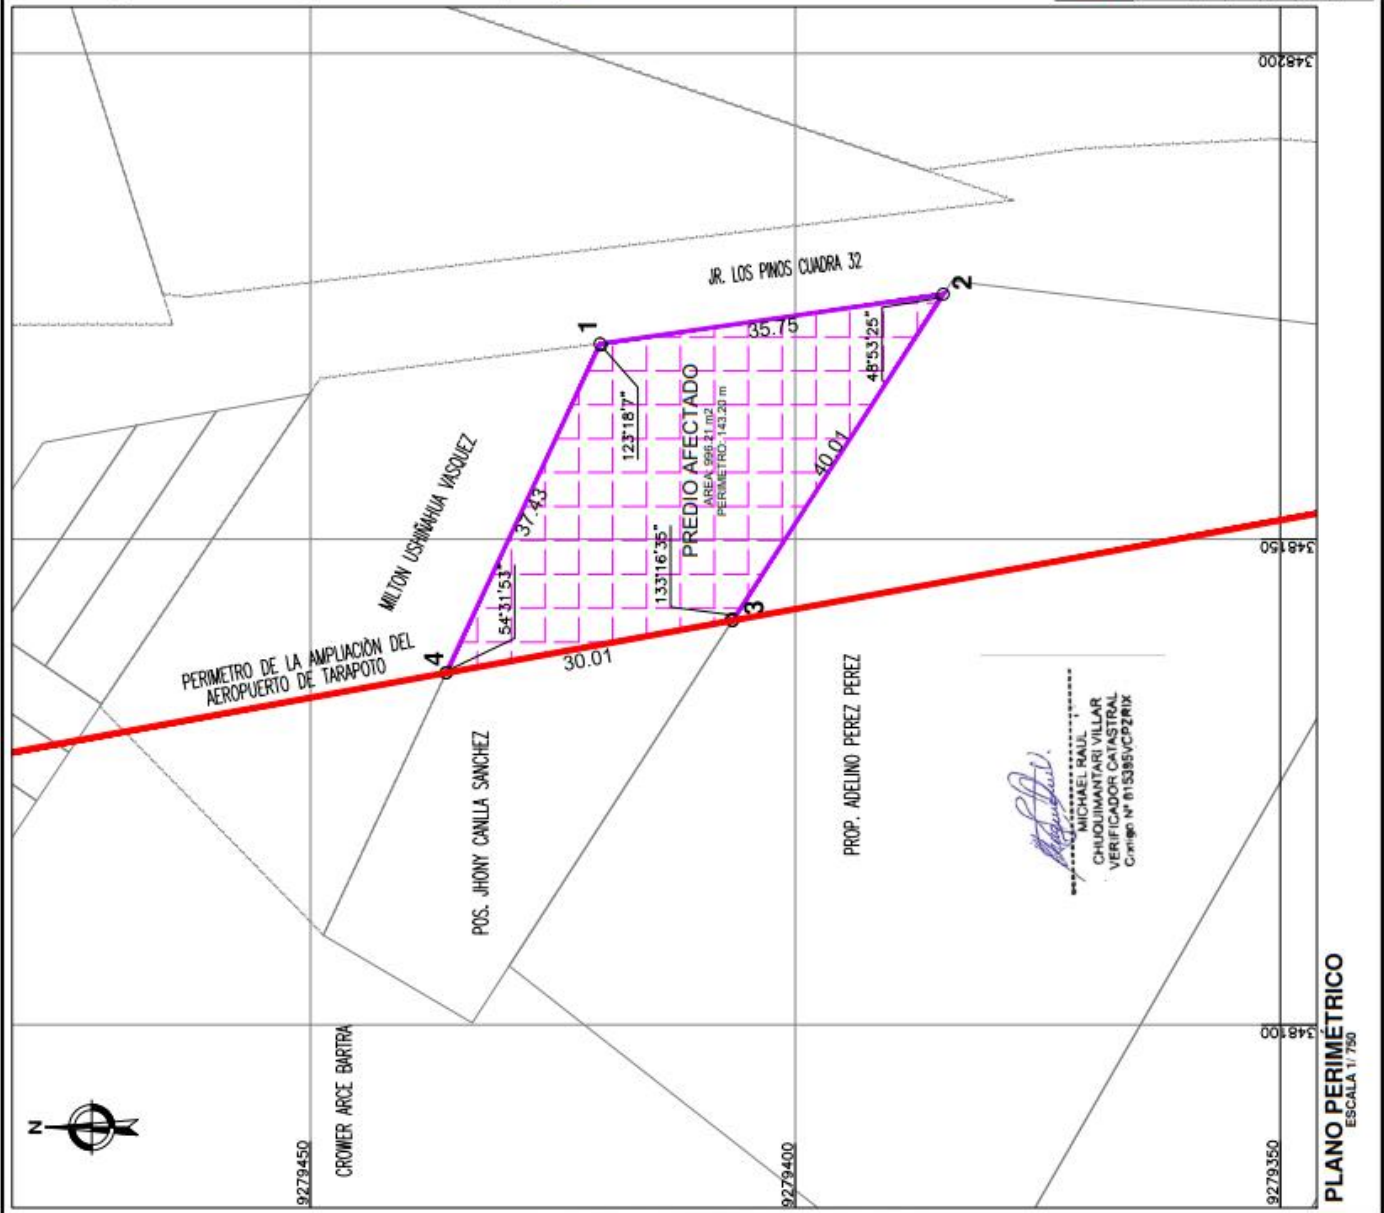 N
9279450
9279400
9279350
348200
348150
348100
CROWER ARCE BARTRA
PERIMETRO DE LA AMPLIACIÓN DEL
AEROPUERTO DE TARAPOTO
MILTON USHIÑAHUA VASQUEZ
JR. LOS PINOS CUADRA 32
POS. JHONY CANLLA SANCHEZ
PROP. ADELINO PEREZ PEREZ
1
2
3
4
35.75
40.01
30.01
37.43
123°18'7"
48°53'25"
133°16'35"
54°31'53"
PREDIO AFECTADO
AREA: 996.21 m2
PERIMETRO: 143.20 m
MICHAEL RAUL
CHUQUIMANTARI VILLAR
VERIFICADOR CATASTRAL
PLANO PERIMÉTRICO
ESCALA 1/ 750